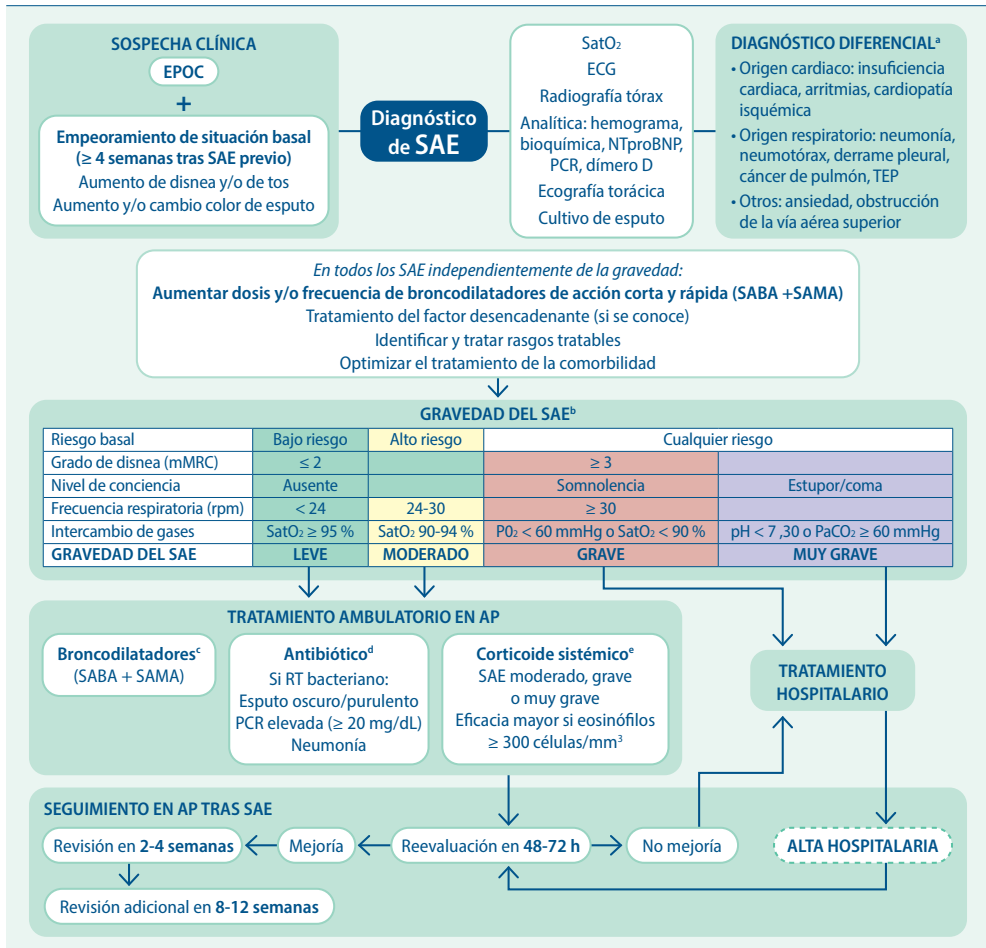 SOSPECHA CLÍNICA
EPOC
+
Empeoramiento de situación basal
(≥ 4 semanas tras SAE previo)
Aumento de disnea y/o de tos
Aumento y/o cambio color de esputo
Diagnóstico
de SAE
SatO₂
ECG
Radiografía tórax
Analítica: hemograma,
bioquímica, NTproBNP,
PCR, dímero D
Ecografía torácica
Cultivo de esputo
DIAGNÓSTICO DIFERENCIALᵃ
• Origen cardiaco: insuficiencia
cardiaca, arritmias, cardiopatía
isquémica
• Origen respiratorio: neumonía,
neumotórax, derrame pleural,
cáncer de pulmón, TEP
• Otros: ansiedad, obstrucción
de la vía aérea superior
En todos los SAE independientemente de la gravedad:
Aumentar dosis y/o frecuencia de broncodilatadores de acción corta y rápida (SABA +SAMA)
Tratamiento del factor desencadenante (si se conoce)
Identificar y tratar rasgos tratables
Optimizar el tratamiento de la comorbilidad
GRAVEDAD DEL SAEᵇ
Riesgo basal Bajo riesgo Alto riesgo Cualquier riesgo
Grado de disnea (mMRC) ≤ 2 ≥ 3
Nivel de conciencia Ausente Somnolencia Estupor/coma
Frecuencia respiratoria (rpm) < 24 24-30 ≥ 30
Intercambio de gases SatO₂ ≥ 95 % SatO₂ 90-94 % P0₂ < 60 mmHg o SatO₂ < 90 % pH < 7 ,30 o PaCO₂ ≥ 60 mmHg
GRAVEDAD DEL SAE LEVE MODERADO GRAVE MUY GRAVE
TRATAMIENTO AMBULATORIO EN AP
Broncodilatadoresᶜ
(SABA + SAMA)
Antibióticoᵈ
Si RT bacteriano:
Esputo oscuro/purulento
PCR elevada (≥ 20 mg/dL)
Neumonía
Corticoide sistémicoᵉ
SAE moderado, grave
o muy grave
Eficacia mayor si eosinófilos
≥ 300 células/mm³
TRATAMIENTO
HOSPITALARIO
SEGUIMIENTO EN AP TRAS SAE
Revisión en 2-4 semanas
Mejoría
Reevaluación en 48-72 h
No mejoría
ALTA HOSPITALARIA
Revisión adicional en 8-12 semanas